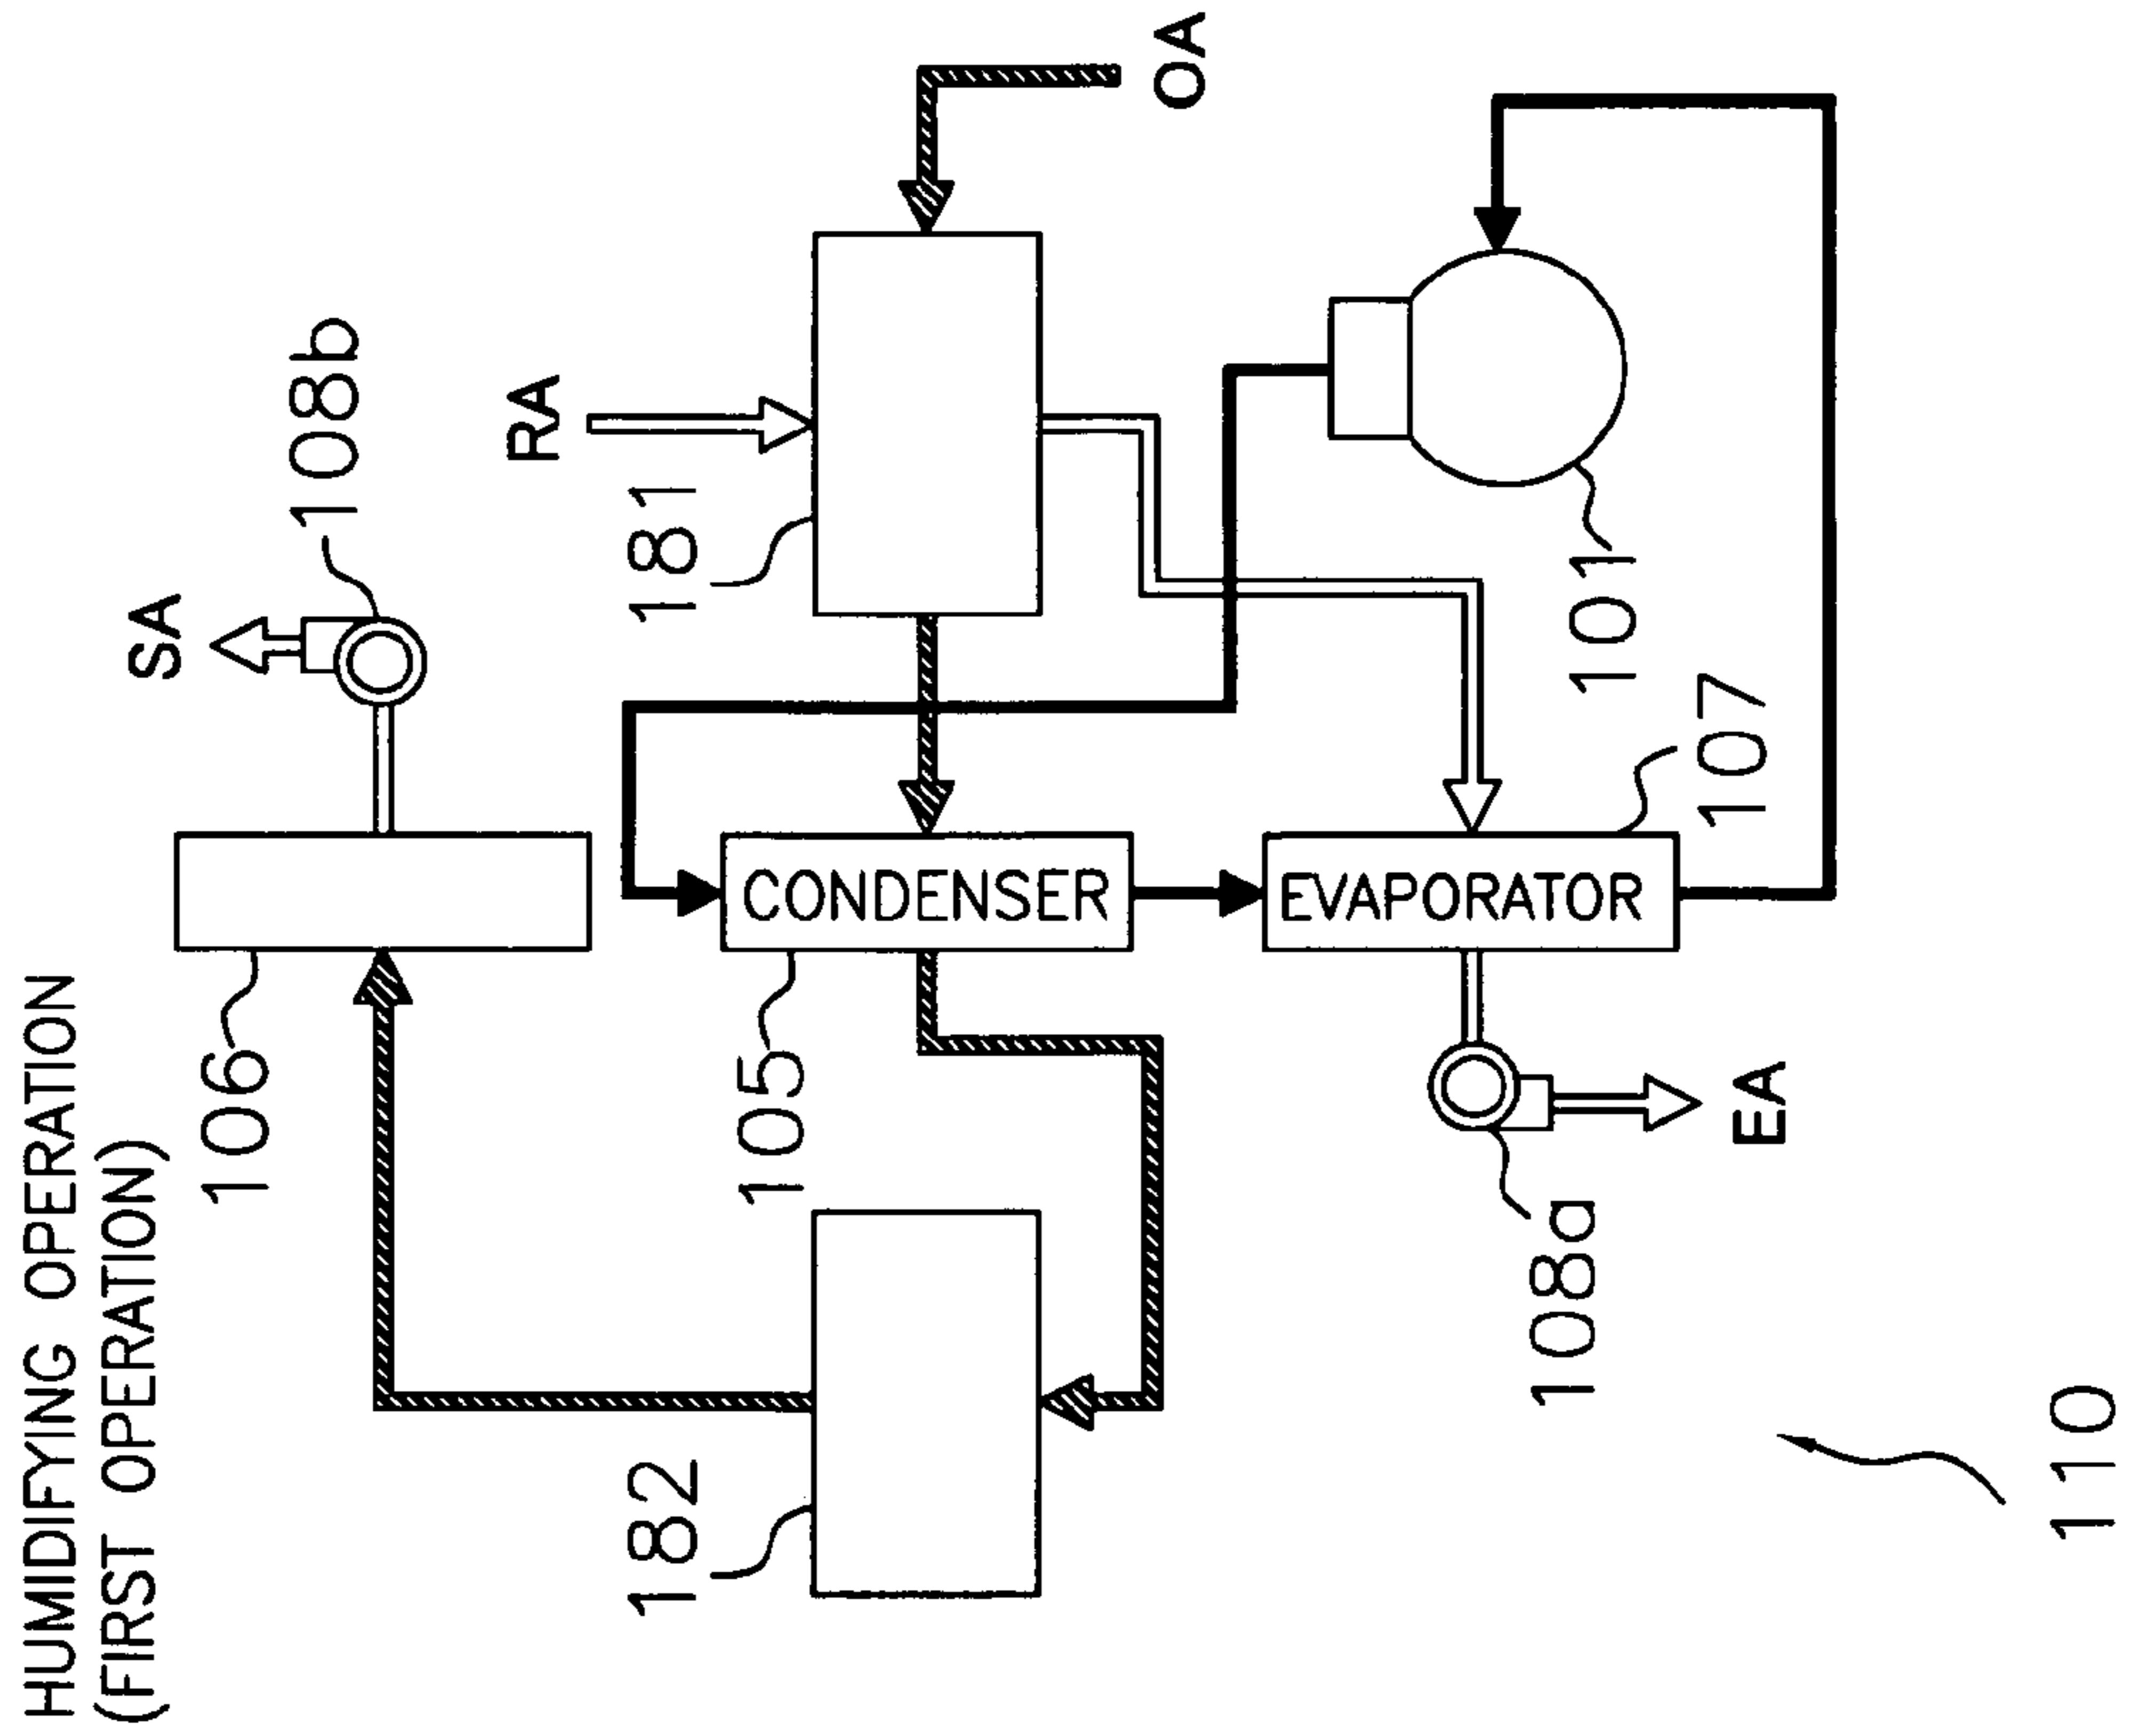 HUMIDIFYING OPERATION
(FIRST OPERATION)
SA
106
108b
RA
182
181
105
CONDENSER
OA
EVAPORATOR
108a
101
107
EA
110